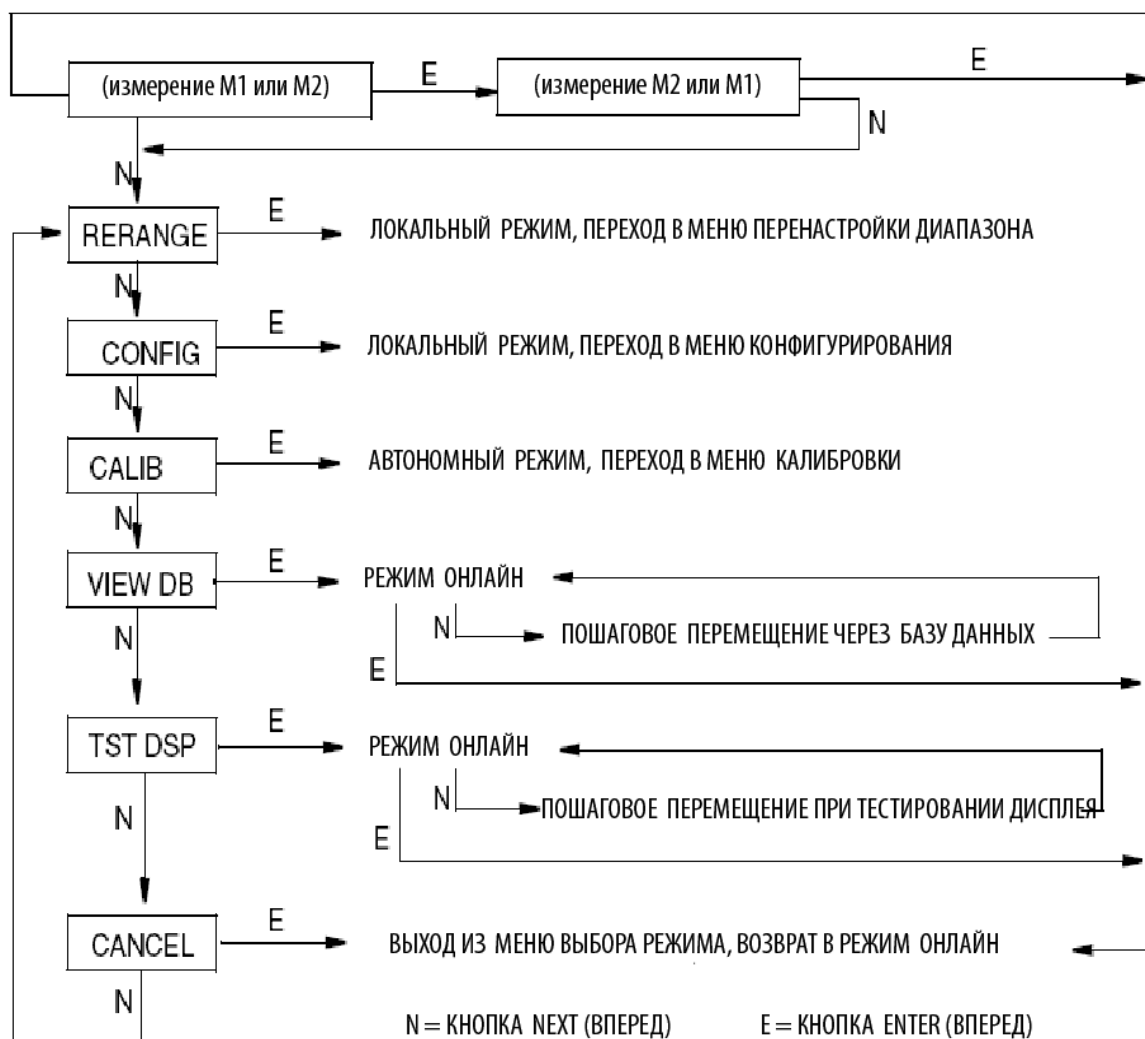 (измерение М1 или М2)
E
(измерение М2 или М1)
E
N
N
RERANGE
E
ЛОКАЛЬНЫЙ РЕЖИМ, ПЕРЕХОД В МЕНЮ ПЕРЕНАСТРОЙКИ ДИАПАЗОНА
N
CONFIG
E
ЛОКАЛЬНЫЙ РЕЖИМ, ПЕРЕХОД В МЕНЮ КОНФИГУРИРОВАНИЯ
N
CALIB
E
АВТОНОМНЫЙ РЕЖИМ, ПЕРЕХОД В МЕНЮ КАЛИБРОВКИ
N
VIEW DB
E
РЕЖИМ ОНЛАЙН
N
ПОШАГОВОЕ ПЕРЕМЕЩЕНИЕ ЧЕРЕЗ БАЗУ ДАННЫХ
E
N
TST DSP
E
РЕЖИМ ОНЛАЙН
N
ПОШАГОВОЕ ПЕРЕМЕЩЕНИЕ ПРИ ТЕСТИРОВАНИИ ДИСПЛЕЯ
E
N
CANCEL
E
ВЫХОД ИЗ МЕНЮ ВЫБОРА РЕЖИМА, ВОЗВРАТ В РЕЖИМ ОНЛАЙН
N
N = КНОПКА NEXT (ВПЕРЕД) E = КНОПКА ENTER (ВПЕРЕД)